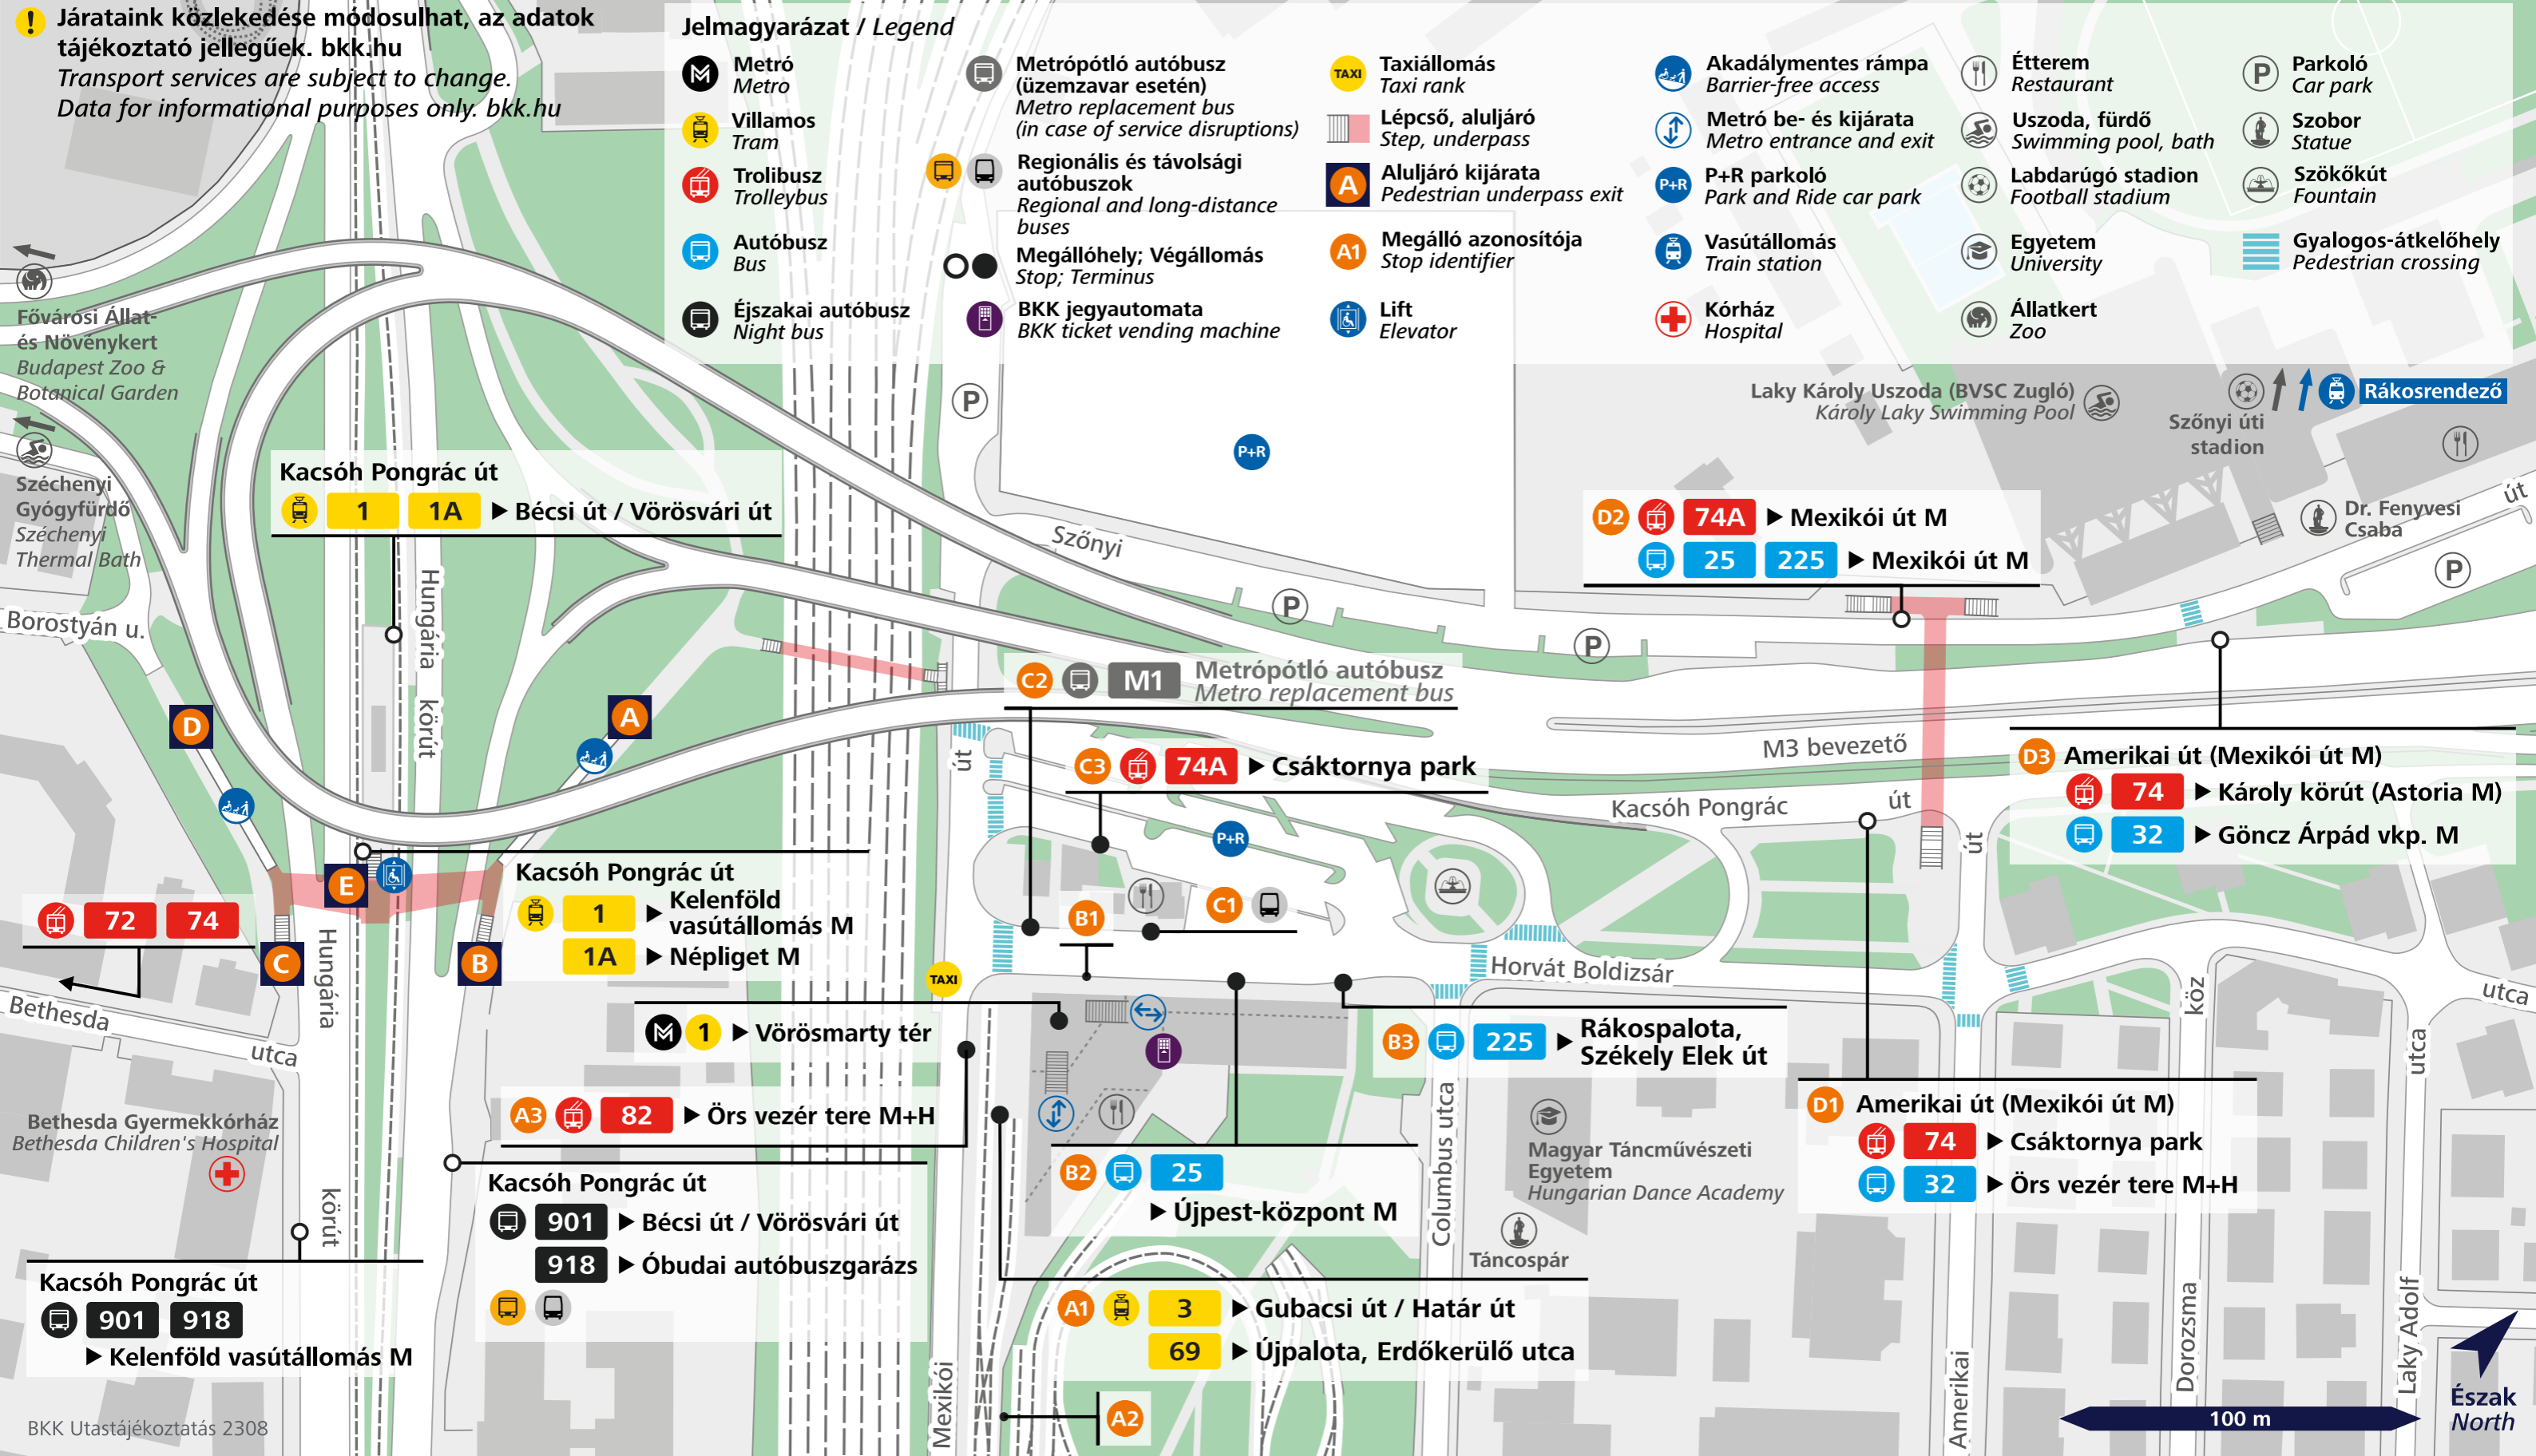 ! Járataink közlekedése módosulhat, az adatok
tájékoztató jellegűek. bkk.hu
Transport services are subject to change.
Data for informational purposes only. bkk.hu
Jelmagyarázat / Legend
Metró
Metro
Villamos
Tram
Trolibusz
Trolleybus
Autóbusz
Bus
Éjszakai autóbusz
Night bus
Metrópótló autóbusz
(üzemzavar esetén)
Metro replacement bus
(in case of service disruptions)
Regionális és távolsági
autóbuszok
Regional and long-distance
buses
Megállóhely; Végállomás
Stop; Terminus
BKK jegyautomata
BKK ticket vending machine
TAXI Taxiállomás
Taxi rank
Lépcső, aluljáró
Step, underpass
A Aluljáró kijárata
Pedestrian underpass exit
A1 Megálló azonosítója
Stop identifier
Lift
Elevator
Akadálymentes rámpa
Barrier-free access
Metró be- és kijárata
Metro entrance and exit
P+R P+R parkoló
Park and Ride car park
Vasútállomás
Train station
Kórház
Hospital
Étterem
Restaurant
Uszoda, fürdő
Swimming pool, bath
Labdarúgó stadion
Football stadium
Egyetem
University
Állatkert
Zoo
P Parkoló
Car park
Szobor
Statue
Szökőkút
Fountain
Gyalogos-átkelőhely
Pedestrian crossing
Fővárosi Állat-
és Növénykert
Budapest Zoo &
Botanical Garden
Széchenyi
Gyógyfürdő
Széchenyi
Thermal Bath
Kacsóh Pongrác út
1 1A Bécsi út / Vörösvári út
P
P+R
Laky Károly Uszoda (BVSC Zugló)
Károly Laky Swimming Pool
Szőnyi úti
stadion
Rákosrendező
Dr. Fenyvesi
Csaba
út
P
Szőnyi
P
P
D2 74A Mexikói út M
25 225 Mexikói út M
Borostyán u.
Hungária
körút
D
A
C2 M1 Metrópótló autóbusz
Metro replacement bus
út
C3 74A Csáktornya park
P+R
M3 bevezető
Kacsóh Pongrác
út
út
D3 Amerikai út (Mexikói út M)
74 Károly körút (Astoria M)
32 Göncz Árpád vkp. M
E
72 74
C
B
Kacsóh Pongrác út
1 Kelenföld
vasútállomás M
1A Népliget M
B1
C1
TAXI
Hungária
Bethesda
utca
Horvát Boldizsár
köz
utca
utca
M 1 Vörösmarty tér
B3 225 Rákospalota,
Székely Elek út
A3 82 Örs vezér tere M+H
Bethesda Gyermekkórház
Bethesda Children's Hospital
körút
Kacsóh Pongrác út
901 Bécsi út / Vörösvári út
918 Óbudai autóbuszgarázs
B2 25
Újpest-központ M
Columbus utca
Magyar Táncművészeti
Egyetem
Hungarian Dance Academy
Táncospár
D1 Amerikai út (Mexikói út M)
74 Csáktornya park
32 Örs vezér tere M+H
Kacsóh Pongrác út
901 918
Kelenföld vasútállomás M
A1 3 Gubacsi út / Határ út
69 Újpalota, Erdőkerülő utca
A2
Mexikói
Amerikai
Dorozsma
Laky Adolf
100 m
Észak
North
BKK Utastájékoztatás 2308